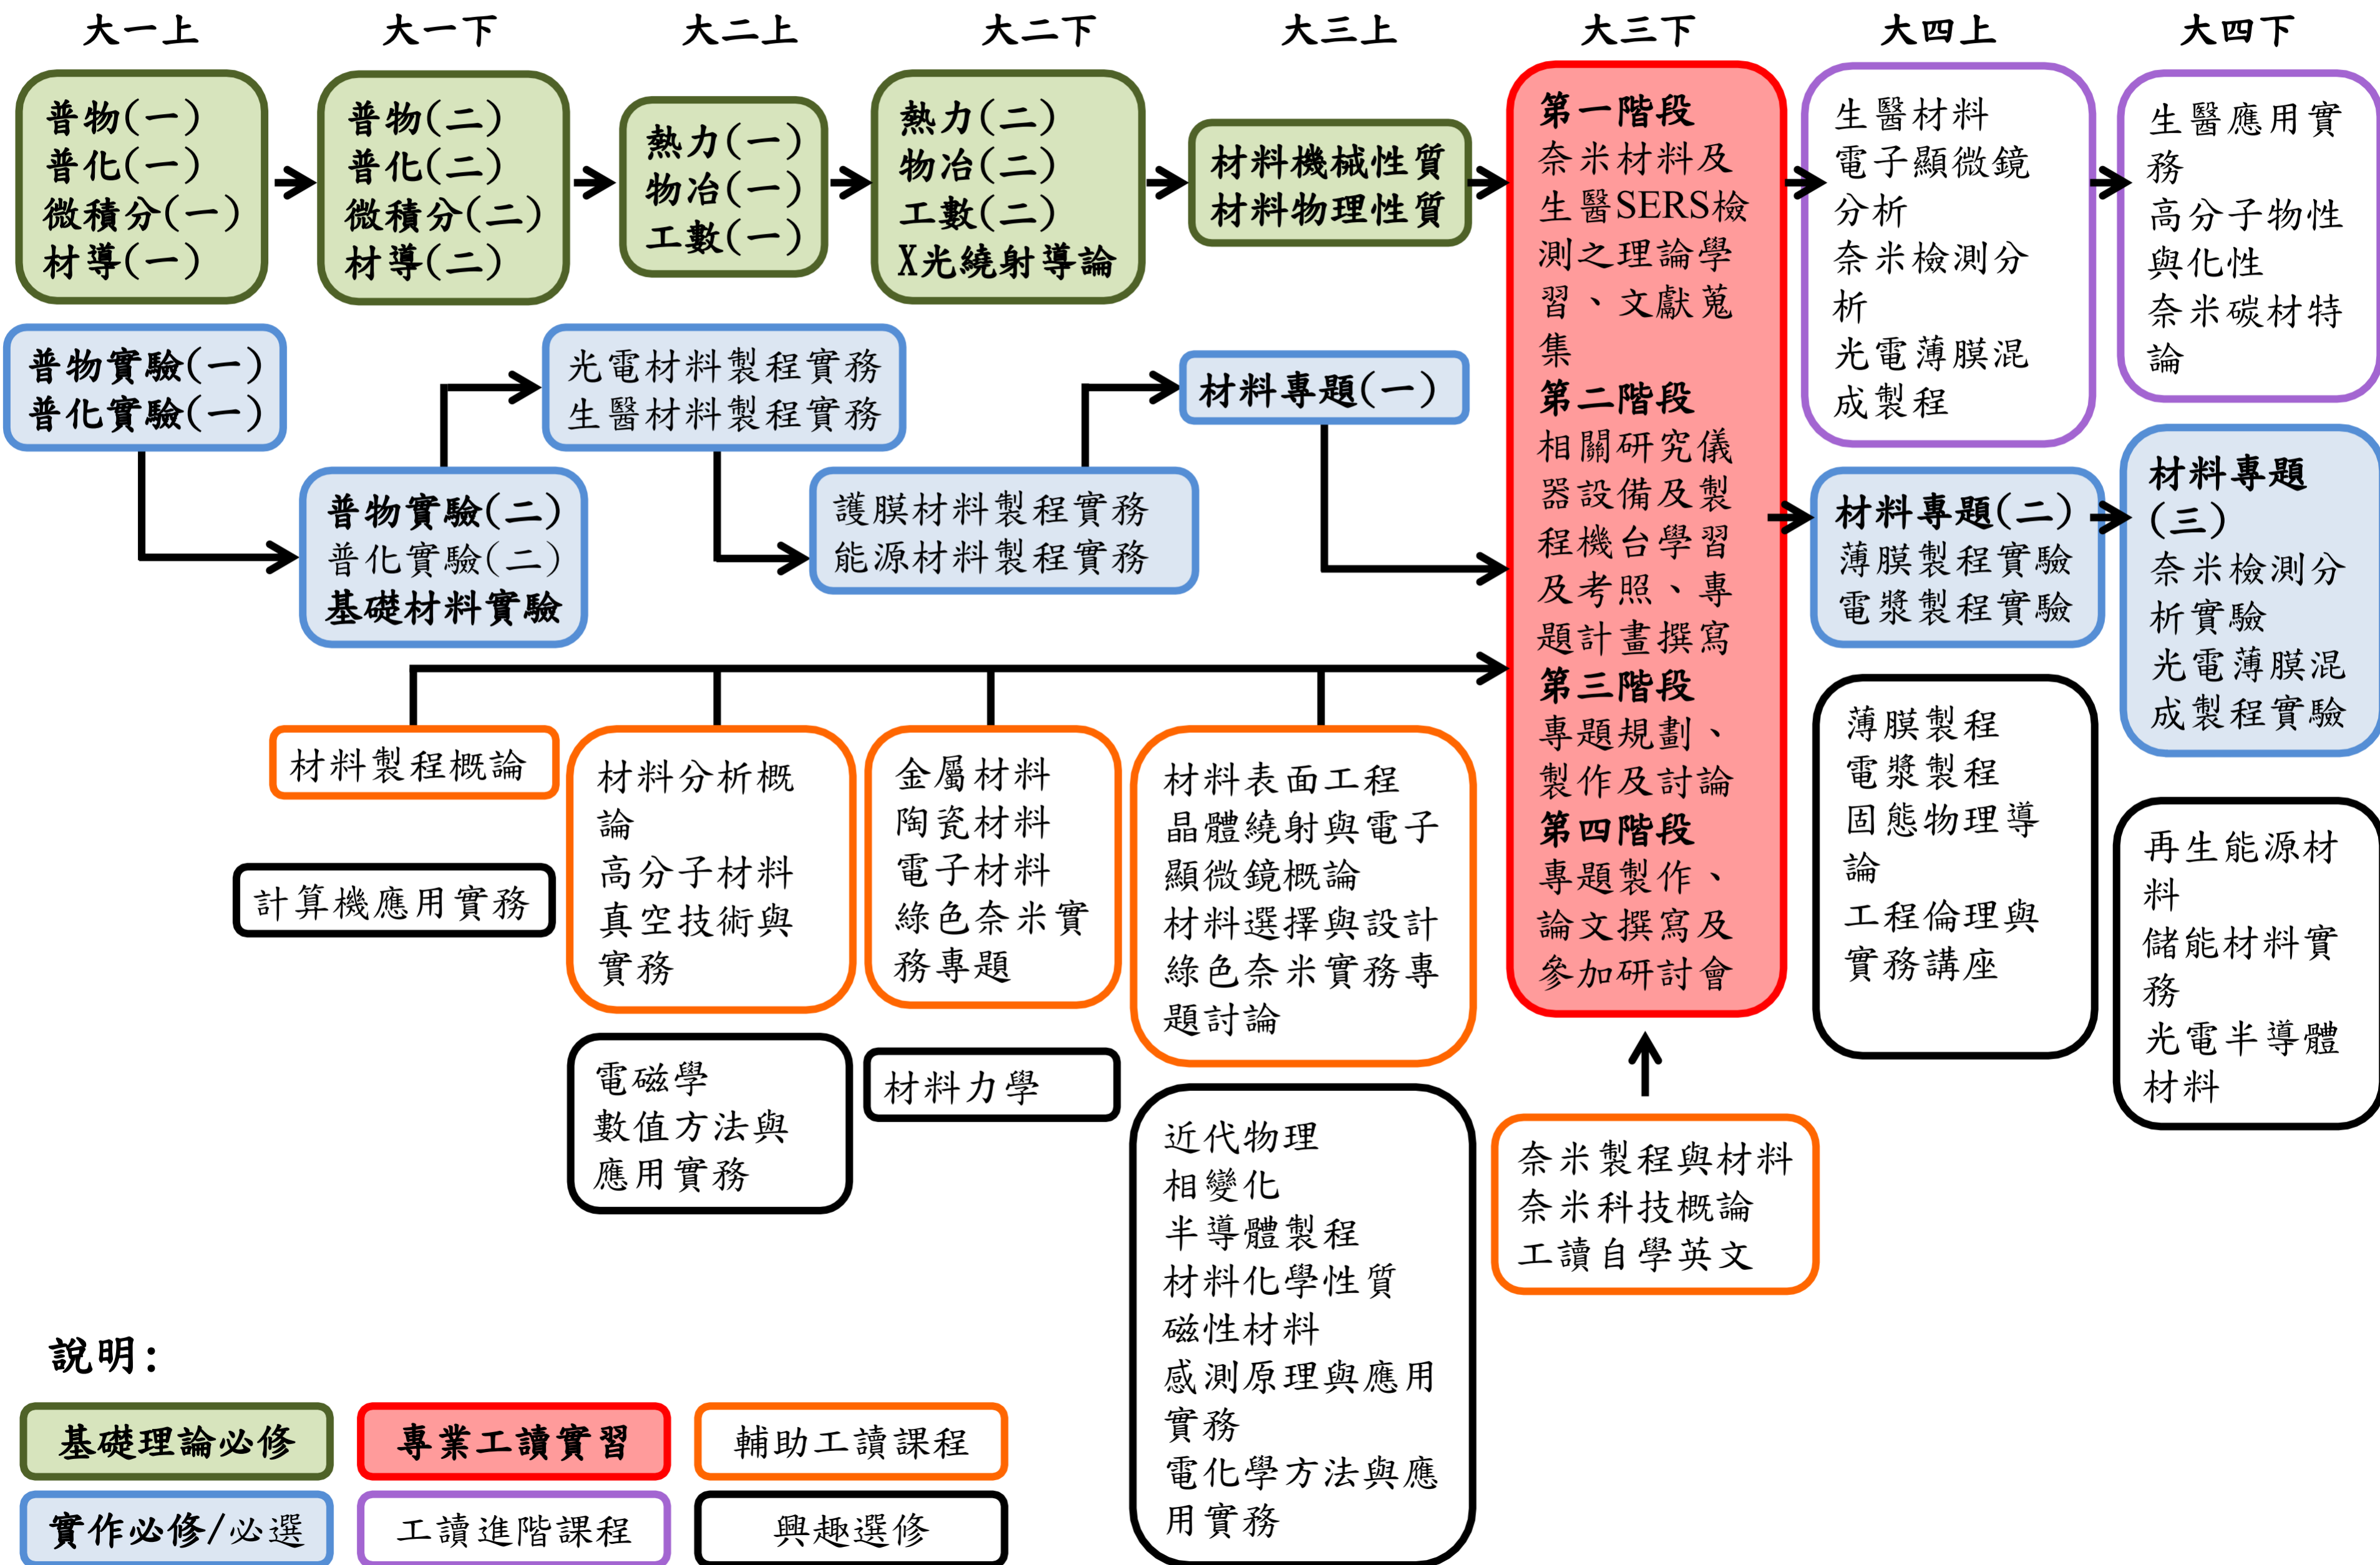 大一上
大一下
大二上
大二下
大三上
大三下
大四上
大四下
普物(一)
普化(一)
微積分(一)
材導(一)
普物(二)
普化(二)
微積分(二)
材導(二)
熱力(一)
物冶(一)
工數(一)
熱力(二)
物冶(二)
工數(二)
X光繞射導論
材料機械性質
材料物理性質
第一階段
奈米材料及
生醫SERS檢
測之理論學
習、文獻蒐
集
第二階段
相關研究儀
器設備及製
程機台學習
及考照、專
題計畫撰寫
第三階段
專題規劃、
製作及討論
第四階段
專題製作、
論文撰寫及
參加研討會
生醫材料
電子顯微鏡
分析
奈米檢測分
析
光電薄膜混
成製程
生醫應用實
務
高分子物性
與化性
奈米碳材特
論
普物實驗(一)
普化實驗(一)
普物實驗(二)
普化實驗(二)
基礎材料實驗
光電材料製程實務
生醫材料製程實務
護膜材料製程實務
能源材料製程實務
材料專題(一)
材料專題(二)
薄膜製程實驗
電漿製程實驗
材料專題
(三)
奈米檢測分
析實驗
光電薄膜混
成製程實驗
材料製程概論
計算機應用實務
材料分析概
論
高分子材料
真空技術與
實務
電磁學
數值方法與
應用實務
金屬材料
陶瓷材料
電子材料
綠色奈米實
務專題
材料力學
材料表面工程
晶體繞射與電子
顯微鏡概論
材料選擇與設計
綠色奈米實務專
題討論
近代物理
相變化
半導體製程
材料化學性質
磁性材料
感測原理與應用
實務
電化學方法與應
用實務
奈米製程與材料
奈米科技概論
工讀自學英文
薄膜製程
電漿製程
固態物理導
論
工程倫理與
實務講座
再生能源材
料
儲能材料實
務
光電半導體
材料
說明:
基礎理論必修
專業工讀實習
輔助工讀課程
實作必修/必選
工讀進階課程
興趣選修